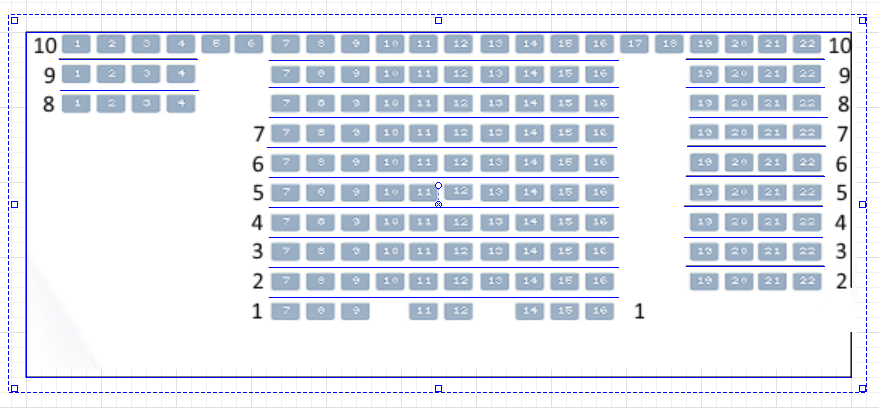 10 1 2 3 4 5 6 7 8 9 10 11 12 13 14 15 16 17 18 19 20 21 22 10
9 1 2 3 4 7 8 9 10 11 12 13 14 15 16 19 20 21 22 9
8 1 2 3 4 7 8 9 10 11 12 13 14 15 16 19 20 21 22 8
7 7 8 9 10 11 12 13 14 15 16 19 20 21 22 7
6 7 8 9 10 11 12 13 14 15 16 19 20 21 22 6
5 7 8 9 10 11 12 13 14 15 16 19 20 21 22 5
4 7 8 9 10 11 12 13 14 15 16 19 20 21 22 4
3 7 8 9 10 11 12 13 14 15 16 19 20 21 22 3
2 7 8 9 10 11 12 13 14 15 16 19 20 21 22 2
1 7 8 9 11 12 14 15 16 1